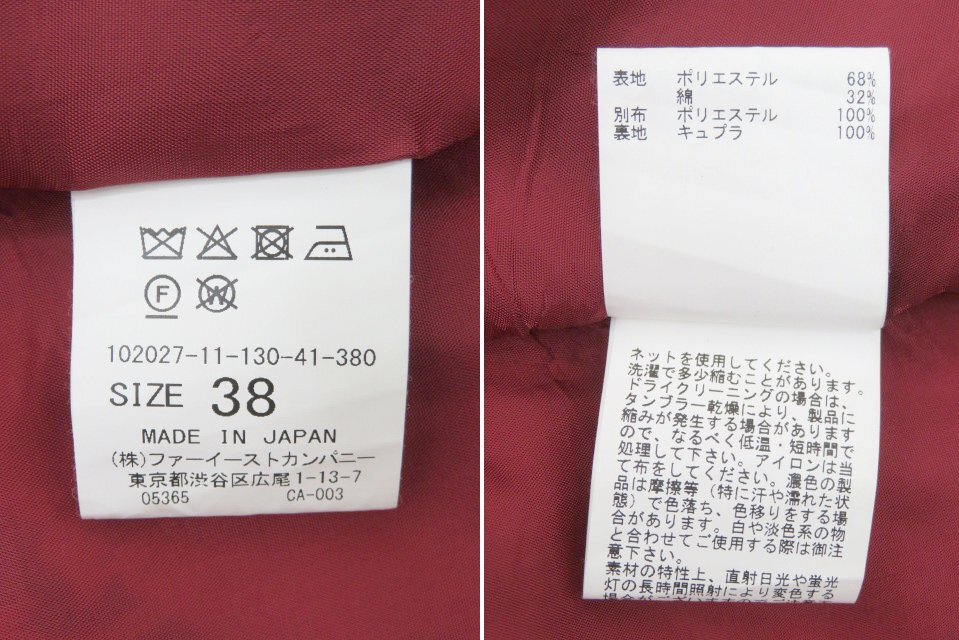 F
W
102027-11-130-41-380
SIZE 38
MADE IN JAPAN
(株)ファーイーストカンパニー
東京都渋谷区広尾1-13-7
05365 CA-003
表地 ポリエステル 68%
綿 32%
別布 ポリエステル 100%
裏地 キュプラ 100%
ネットを使用してください。
洗濯で多少縮むことがあります。
ドライクリーニングの場合は、
タンブラー乾燥により、製品に
縮みが発生する場合があります
ので、なるべく低温・短時間で
処理して下さい。アイロンは当
て布をしてください。濃色の製
品は摩擦等（特に汗や濡れた状
態）で色落ち、色移りをする場
合があります。白や淡色系の物
と合わせてご使用する際は御注
意下さい。
素材の特性上、直射日光や蛍光
灯の長時間照射により変色する
場合がございますので